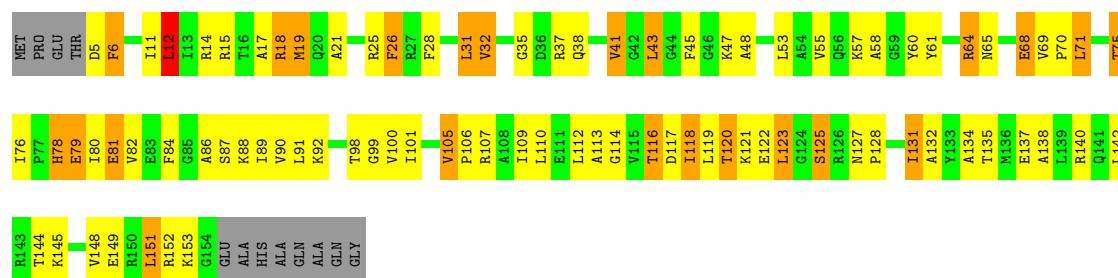 MET PRO GLU THR D5 F6 I11 L12 I13 R14 R15 T16 A17 R18 M19 Q20 A21 R25 F26 R27 F28 L31 V32 G35 D36 R37 Q38 V41 G42 L43 G44 F45 G46 K47 A48 L53 A54 V55 Q56 K57 A58 G59 Y60 Y61 R64 N65 E68 V69 P70 L71 T75
I76 P77 H78 E79 I80 E81 V82 E83 F84 G85 A86 S87 K88 I89 V90 L91 K92 T98 G99 V100 I101 V105 P106 R107 A108 I109 L110 E111 L112 A113 G114 V115 T116 D117 I118 L119 T120 K121 E122 L123 G124 S125 R126 N127 P128 I131 A132 Y133 A134 T135 M136 E137 A138 L139 R140 Q141 L142
R143 T144 K145 V148 E149 R150 L151 R152 K153 G154 GLU ALA HIS ALA GLN ALA GLN GLY